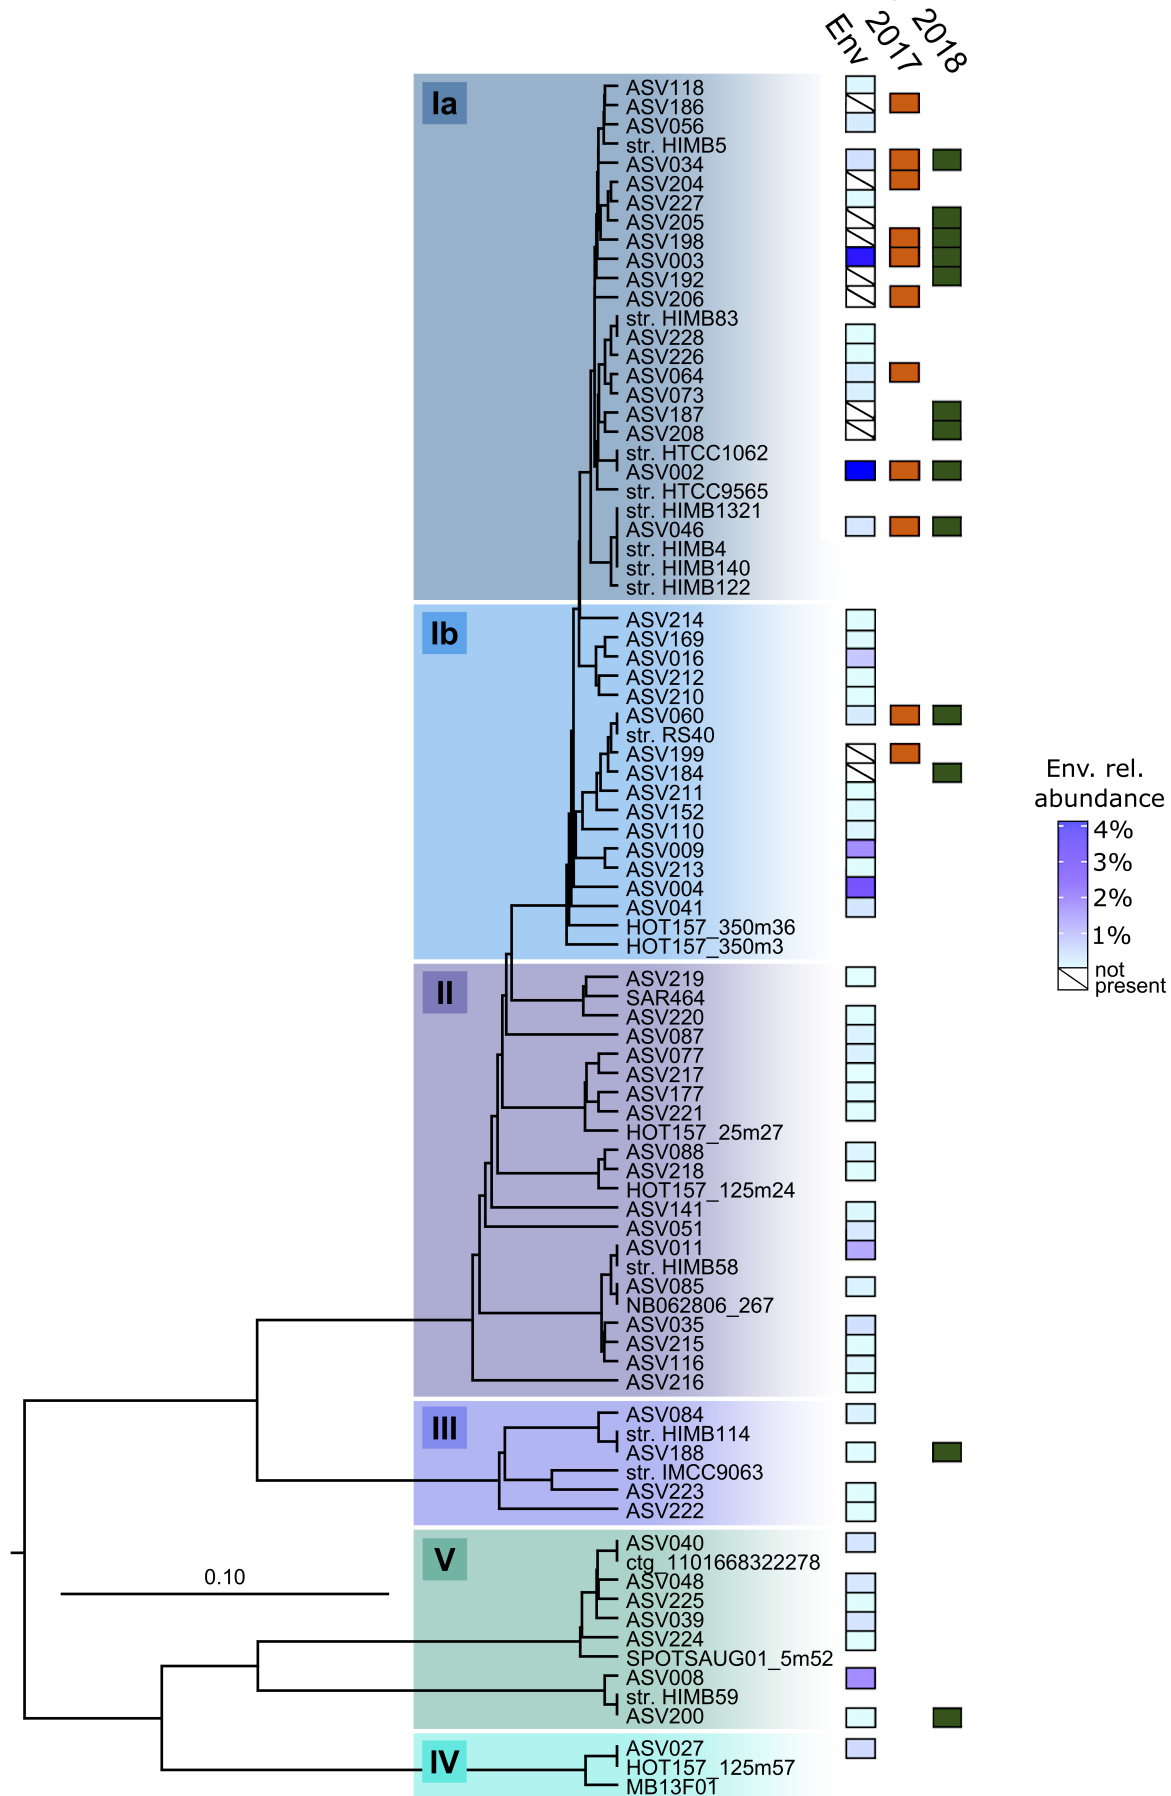 Env
2017
2018
Ia
ASV118
ASV186
ASV056
str. HIMB5
ASV034
ASV204
ASV227
ASV205
ASV198
ASV003
ASV192
ASV206
str. HIMB83
ASV228
ASV226
ASV064
ASV073
ASV187
ASV208
str. HTCC1062
ASV002
str. HTCC9565
str. HIMB1321
ASV046
str. HIMB4
str. HIMB140
str. HIMB122
Ib
ASV214
ASV169
ASV016
ASV212
ASV210
ASV060
str. RS40
ASV199
ASV184
ASV211
ASV152
ASV110
ASV009
ASV213
ASV004
ASV041
HOT157_350m36
HOT157_350m3
II
ASV219
SAR464
ASV220
ASV087
ASV077
ASV217
ASV177
ASV221
HOT157_25m27
ASV088
ASV218
HOT157_125m24
ASV141
ASV051
ASV011
str. HIMB58
ASV085
NB062806_267
ASV035
ASV215
ASV116
ASV216
III
ASV084
str. HIMB114
ASV188
str. IMCC9063
ASV223
ASV222
V
ASV040
ctg_1101668322278
ASV048
ASV225
ASV039
ASV224
SPOTSAUG01_5m52
ASV008
str. HIMB59
ASV200
IV
ASV027
HOT157_125m57
MB13F01
0.10
Env. rel.
abundance
4%
3%
2%
1%
not
present